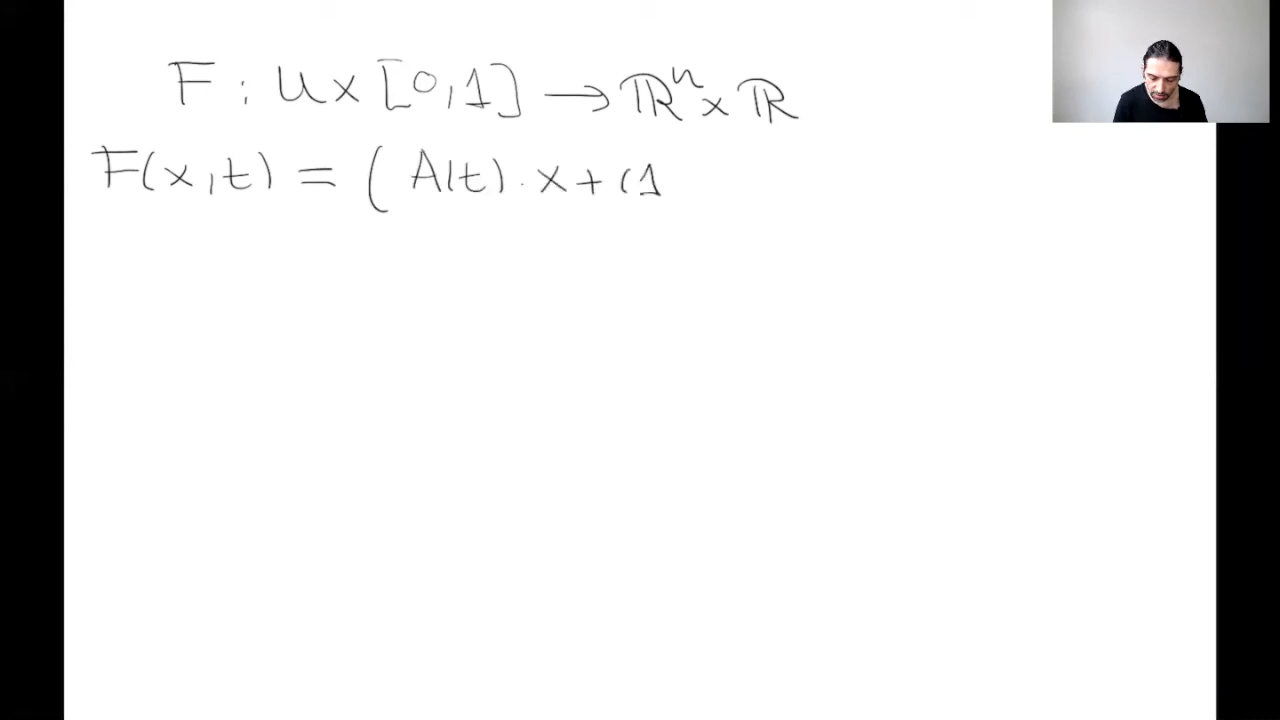 F : U x [0,1] → ℝⁿ x ℝ
F(x,t) = ( A(t) · x + (1